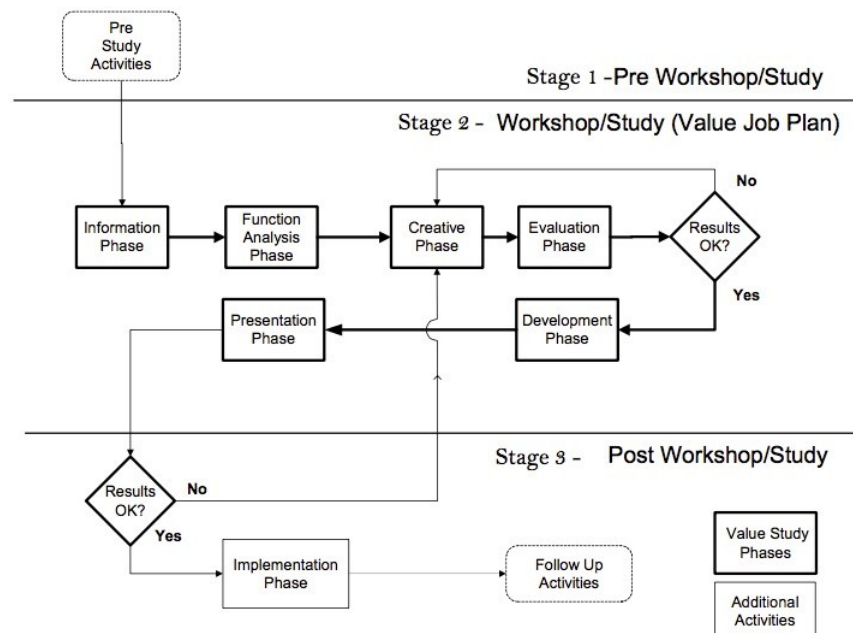 Pre
Study
Activities
Stage 1 -Pre Workshop/Study
Stage 2 - Workshop/Study (Value Job Plan)
No
Information
Phase
Function
Analysis
Phase
Creative
Phase
Evaluation
Phase
Results
OK?
Yes
Presentation
Phase
Development
Phase
Stage 3 - Post Workshop/Study
Results
OK?
No
Yes
Implementation
Phase
Follow Up
Activities
Value Study
Phases
Additional
Activities